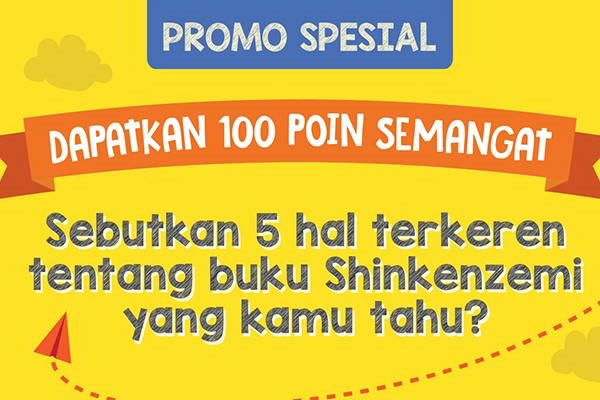 PROMO SPESIAL
DAPATKAN 100 POIN SEMANGAT
Sebutkan 5 hal terkeren
tentang buku Shinkenzemi
yang kamu tahu?